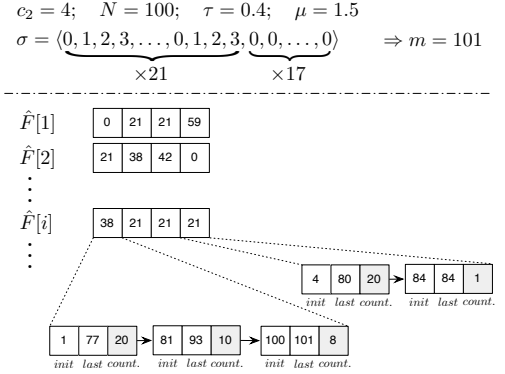 c₂ = 4; N = 100; τ = 0.4; μ = 1.5
σ = ⟨0, 1, 2, 3, . . . , 0, 1, 2, 3, 0, 0, . . . , 0⟩ ⇒ m = 101
×21 ×17
F̂[1] 0 21 21 59
F̂[2] 21 38 42 0
⋮
F̂[i] 38 21 21 21
⋮
4 80 20 84 84 1
init last count. init last count.
1 77 20 81 93 10 100 101 8
init last count. init last count. init last count.